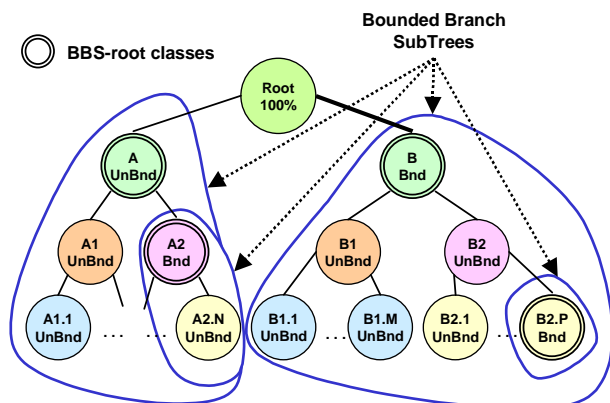 BBS-root classes
Bounded Branch
SubTrees
Root
100%
A
UnBnd
B
Bnd
A1
UnBnd
A2
Bnd
B1
UnBnd
B2
UnBnd
A1.1
UnBnd
... ...
A2.N
UnBnd
B1.1
UnBnd
...
B1.M
UnBnd
B2.1
UnBnd
...
B2.P
Bnd